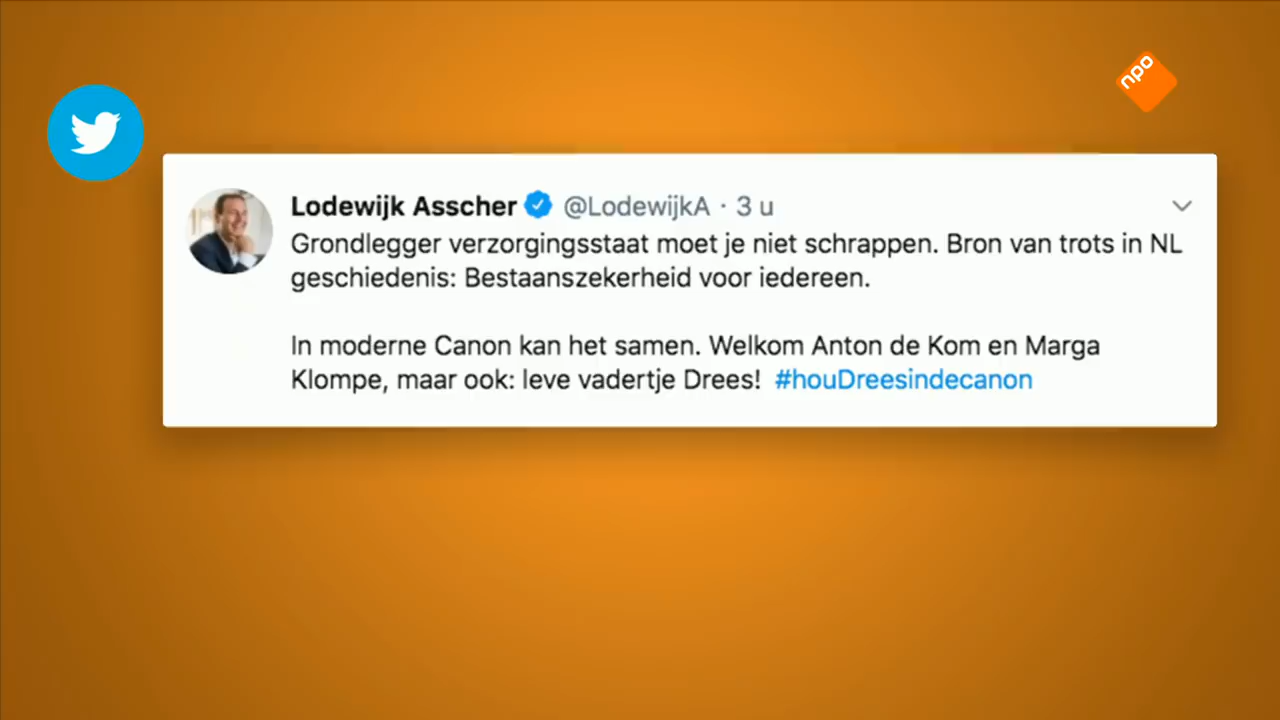 npo
Lodewijk Asscher @LodewijkA · 3 u
Grondlegger verzorgingsstaat moet je niet schrappen. Bron van trots in NL
geschiedenis: Bestaanszekerheid voor iedereen.
In moderne Canon kan het samen. Welkom Anton de Kom en Marga
Klompe, maar ook: leve vadertje Drees! #houDreesindecanon